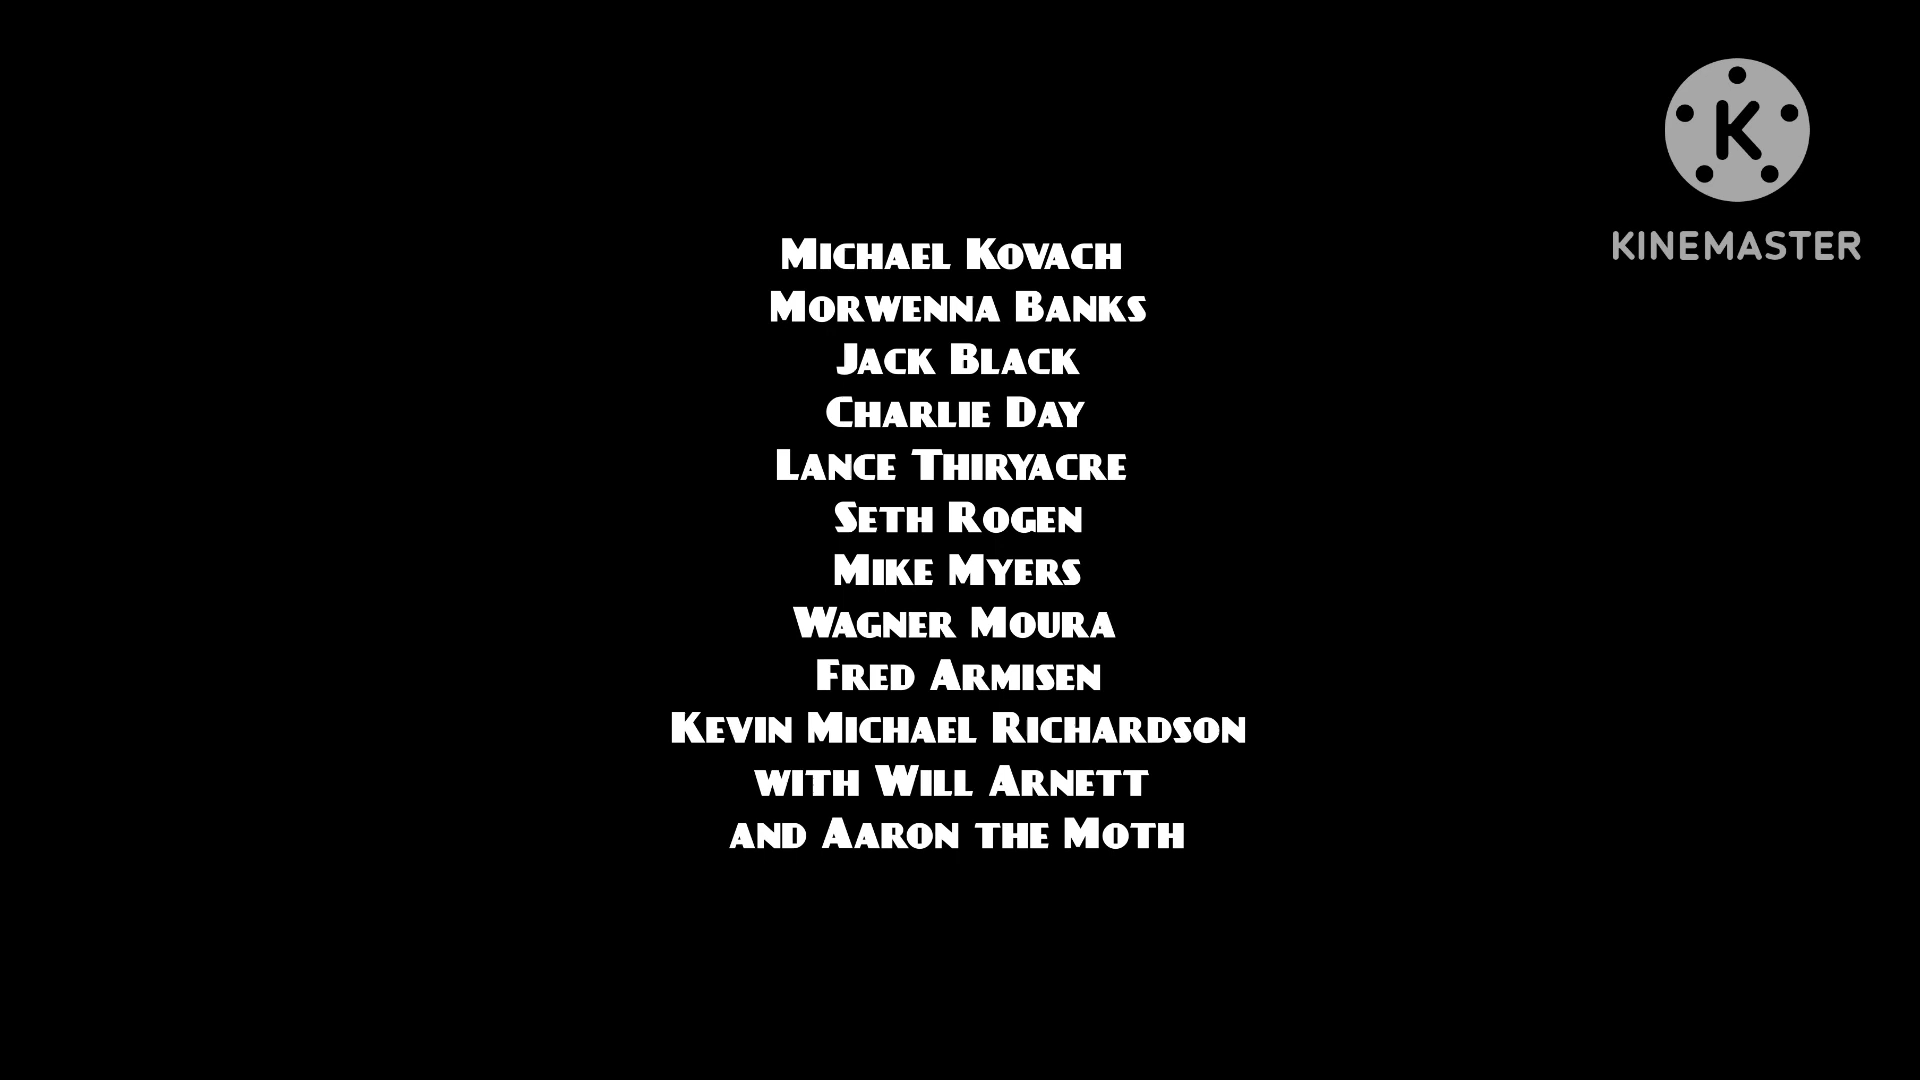 KINEMASTER
Michael Kovach
Morwenna Banks
Jack Black
Charlie Day
Lance Thiryacre
Seth Rogen
Mike Myers
Wagner Moura
Fred Armisen
Kevin Michael Richardson
with Will Arnett
and Aaron the Moth